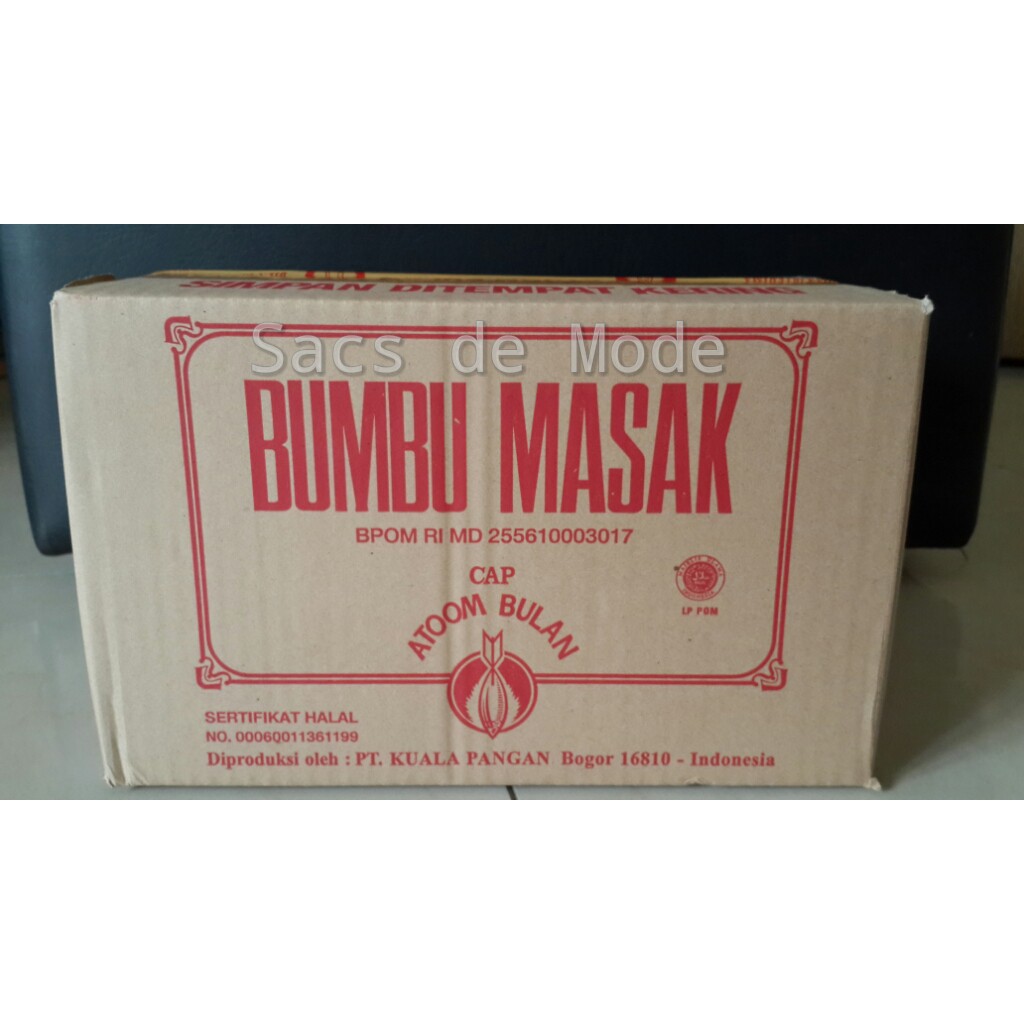 SIMPAN DITEMPAT KERING
Sacs de Mode
BUMBU MASAK
BPOM RI MD 255610003017
CAP
ATOOM BULAN
LP POM
SERTIFIKAT HALAL
NO. 00060011361199
Diproduksi oleh : PT. KUALA PANGAN Bogor 16810 - Indonesia